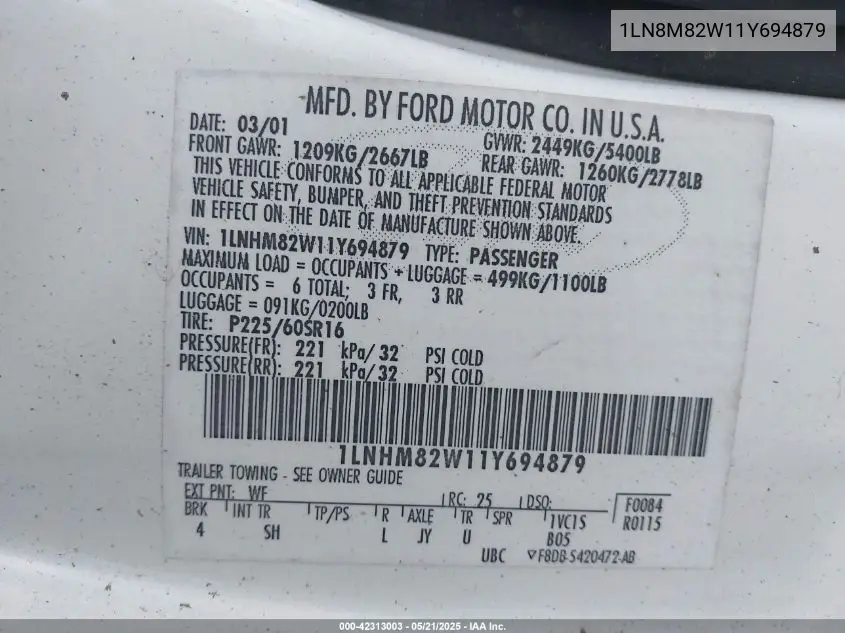 1LN8M82W11Y694879
MFD. BY FORD MOTOR CO. IN U.S.A.
DATE: 03/01 GVWR: 2449KG/5400LB
FRONT GAWR: 1209KG/2667LB REAR GAWR: 1260KG/2778LB
THIS VEHICLE CONFORMS TO ALL APPLICABLE FEDERAL MOTOR
VEHICLE SAFETY, BUMPER, AND THEFT PREVENTION STANDARDS
IN EFFECT ON THE DATE OF MANUFACTURE SHOWN ABOVE.
VIN: 1LNHM82W11Y694879 TYPE: PASSENGER
MAXIMUM LOAD = OCCUPANTS + LUGGAGE = 499KG/1100LB
OCCUPANTS = 6 TOTAL; 3 FR, 3 RR
LUGGAGE = 091KG/0200LB
TIRE: P225/60SR16
PRESSURE(FR): 221 kPa/ 32 PSI COLD
PRESSURE(RR): 221 kPa/ 32 PSI COLD
1LNHM82W11Y694879
TRAILER TOWING - SEE OWNER GUIDE
EXT PNT: WF RC: 25 DSO: F0084
BRK INT TR TP/PS R AXLE TR SPR 1VC1S R0115
4 SH L JY U B05
UBC ▽F8DB-5420472-AB
000-42313003 - 05/21/2025 - IAA Inc.